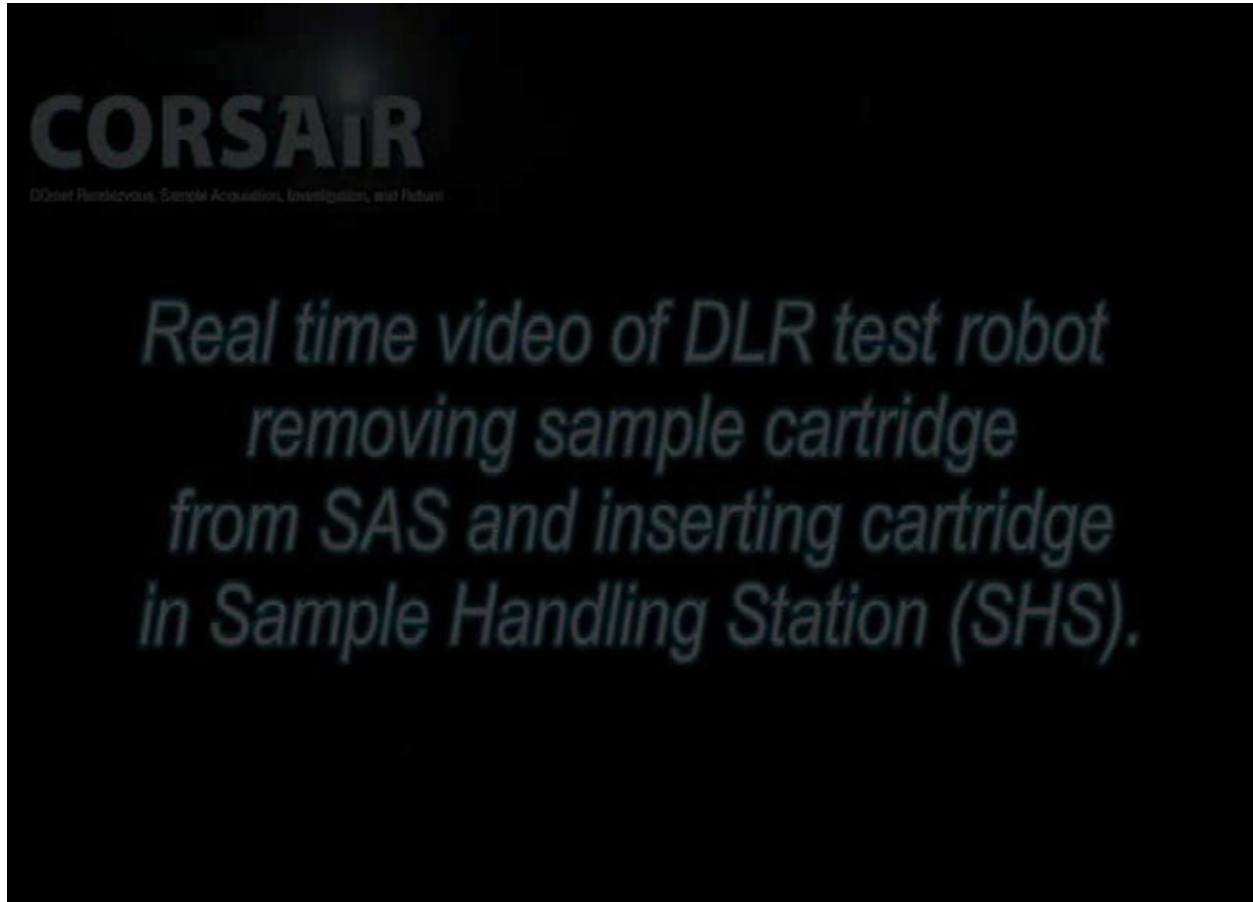 CORSAiR
COmet Rendezvous, Sample Acquisition, Investigation, and Return
Real time video of DLR test robot
removing sample cartridge
from SAS and inserting cartridge
in Sample Handling Station (SHS).